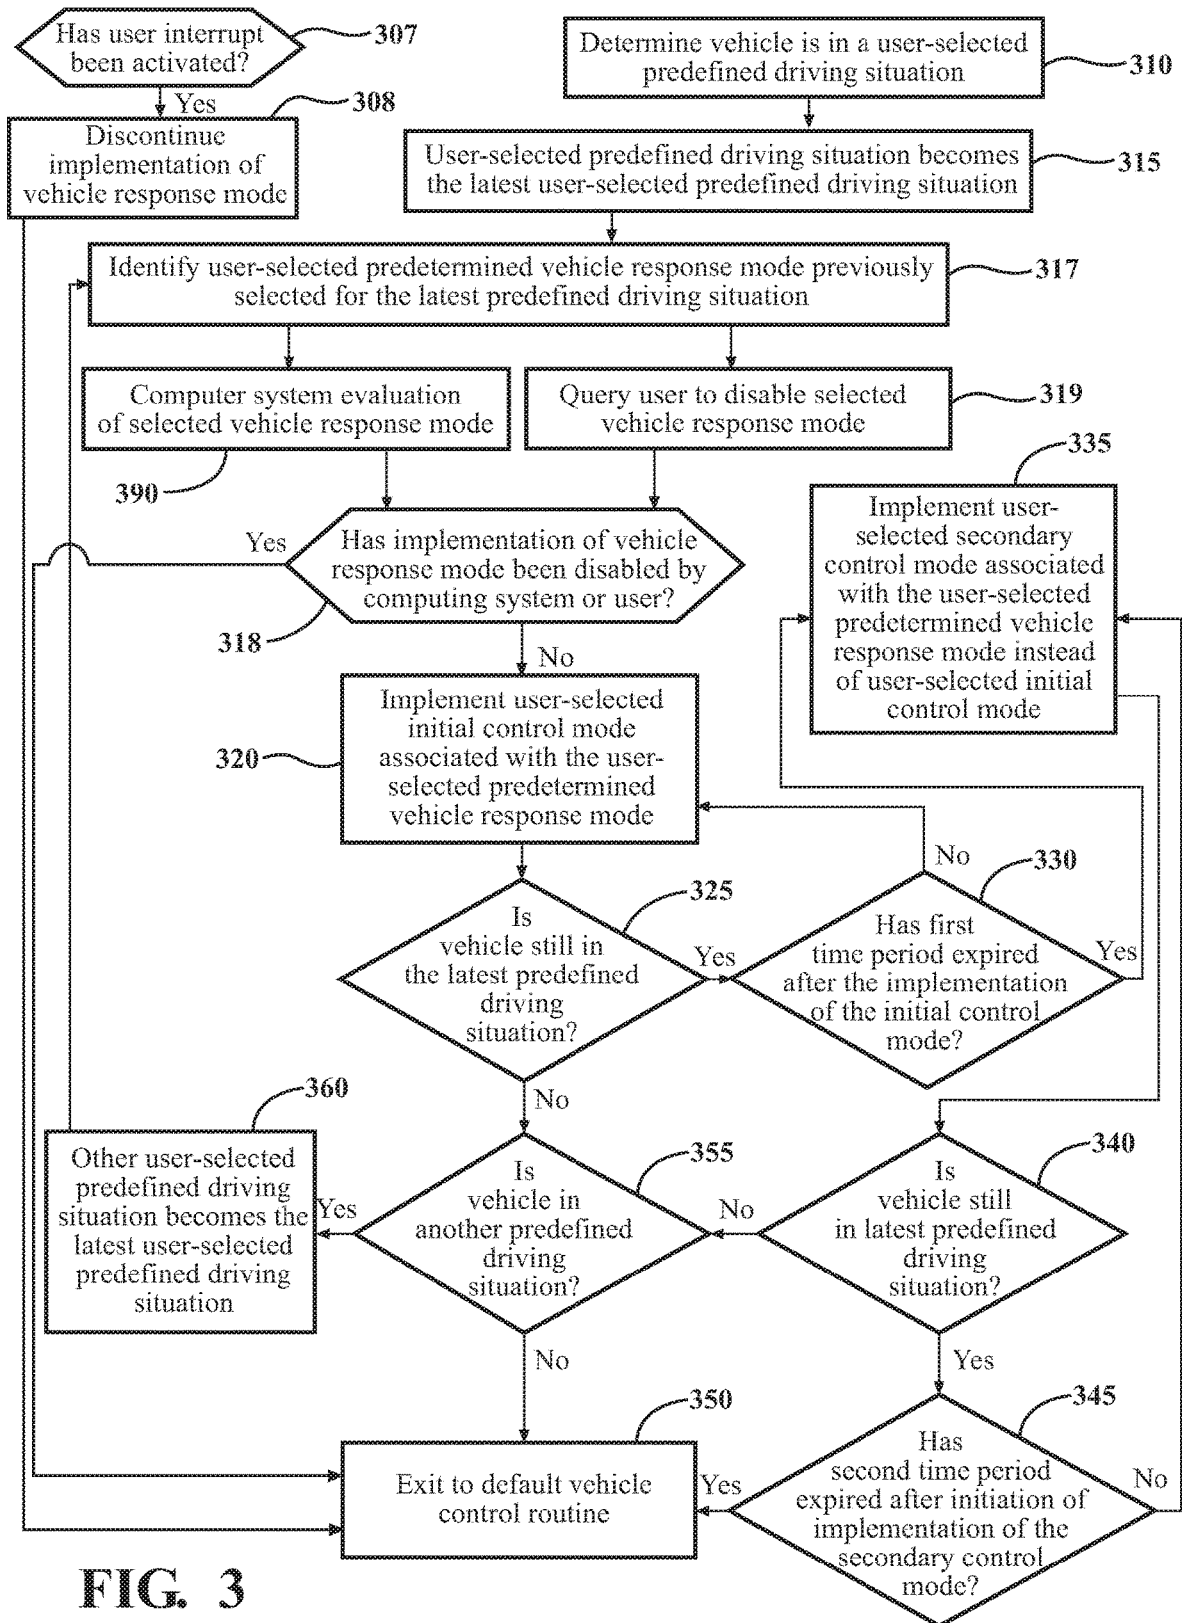 Has user interrupt
been activated?
307
Yes
308
Discontinue
implementation of
vehicle response mode
Determine vehicle is in a user-selected
predefined driving situation
310
User-selected predefined driving situation becomes
the latest user-selected predefined driving situation
315
Identify user-selected predetermined vehicle response mode previously
selected for the latest predefined driving situation
317
Computer system evaluation
of selected vehicle response mode
390
Query user to disable selected
vehicle response mode
319
335
Implement user-
selected secondary
control mode associated
with the user-selected
predetermined vehicle
response mode instead
of user-selected initial
control mode
Yes
Has implementation of vehicle
response mode been disabled by
computing system or user?
318
No
Implement user-selected
initial control mode
associated with the user-
selected predetermined
vehicle response mode
320
325
Is
vehicle still in
the latest predefined
driving
situation?
Yes
No
330
Has first
time period expired
after the implementation
of the initial control
mode?
Yes
No
360
Other user-selected
predefined driving
situation becomes the
latest user-selected
predefined driving
situation
Yes
355
Is
vehicle in
another predefined
driving
situation?
No
340
Is
vehicle still
in latest predefined
driving
situation?
No
Yes
350
Exit to default vehicle
control routine
Yes
345
Has
second time period
expired after initiation of
implementation of the
secondary control
mode?
No
FIG. 3